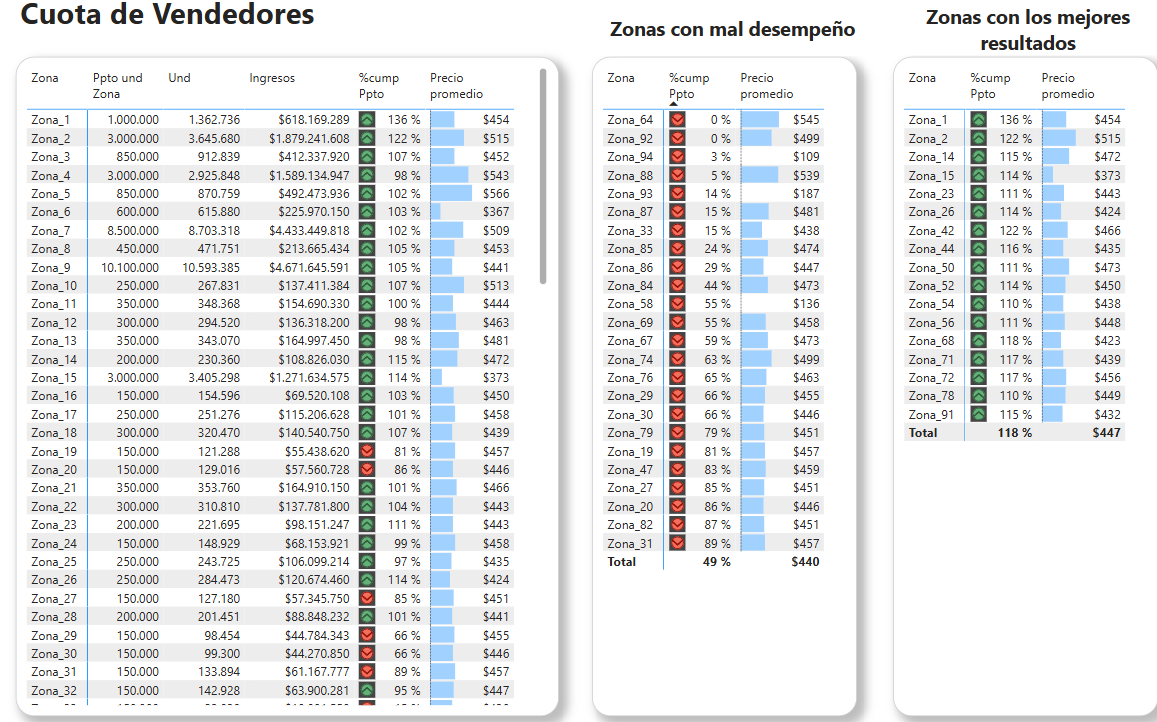 Cuota de Vendedores
Zona Ppto und Zona Und Ingresos %cump Ppto Precio promedio
Zona_1 1.000.000 1.362.736 $618.169.289 136 % $454
Zona_2 3.000.000 3.645.680 $1.879.241.608 122 % $515
Zona_3 850.000 912.839 $412.337.920 107 % $452
Zona_4 3.000.000 2.925.848 $1.589.134.947 98 % $543
Zona_5 850.000 870.759 $492.473.936 102 % $566
Zona_6 600.000 615.880 $225.970.150 103 % $367
Zona_7 8.500.000 8.703.318 $4.433.449.818 102 % $509
Zona_8 450.000 471.751 $213.665.434 105 % $453
Zona_9 10.100.000 10.593.385 $4.671.645.591 105 % $441
Zona_10 250.000 267.831 $137.411.384 107 % $513
Zona_11 350.000 348.368 $154.690.330 100 % $444
Zona_12 300.000 294.520 $136.318.200 98 % $463
Zona_13 350.000 343.070 $164.997.450 98 % $481
Zona_14 200.000 230.360 $108.826.030 115 % $472
Zona_15 3.000.000 3.405.298 $1.271.634.575 114 % $373
Zona_16 150.000 154.596 $69.520.108 103 % $450
Zona_17 250.000 251.276 $115.206.628 101 % $458
Zona_18 300.000 320.470 $140.540.750 107 % $439
Zona_19 150.000 121.288 $55.438.620 81 % $457
Zona_20 150.000 129.016 $57.560.728 86 % $446
Zona_21 350.000 353.760 $164.910.150 101 % $466
Zona_22 300.000 310.810 $137.781.800 104 % $443
Zona_23 200.000 221.695 $98.151.247 111 % $443
Zona_24 150.000 148.929 $68.153.921 99 % $458
Zona_25 250.000 243.725 $106.099.214 97 % $435
Zona_26 250.000 284.473 $120.674.460 114 % $424
Zona_27 150.000 127.180 $57.345.750 85 % $451
Zona_28 200.000 201.451 $88.848.232 101 % $441
Zona_29 150.000 98.454 $44.784.343 66 % $455
Zona_30 150.000 99.300 $44.270.850 66 % $446
Zona_31 150.000 133.894 $61.167.777 89 % $457
Zona_32 150.000 142.928 $63.900.281 95 % $447
Zonas con mal desempeño
Zona %cump Ppto Precio promedio
Zona_64 0 % $545
Zona_92 0 % $499
Zona_94 3 % $109
Zona_88 5 % $539
Zona_93 14 % $187
Zona_87 15 % $481
Zona_33 15 % $438
Zona_85 24 % $474
Zona_86 29 % $447
Zona_84 44 % $473
Zona_58 55 % $136
Zona_69 55 % $458
Zona_67 59 % $473
Zona_74 63 % $499
Zona_76 65 % $463
Zona_29 66 % $455
Zona_30 66 % $446
Zona_79 79 % $451
Zona_19 81 % $457
Zona_47 83 % $459
Zona_27 85 % $451
Zona_20 86 % $446
Zona_82 87 % $451
Zona_31 89 % $457
Total 49 % $440
Zonas con los mejores
resultados
Zona %cump Ppto Precio promedio
Zona_1 136 % $454
Zona_2 122 % $515
Zona_14 115 % $472
Zona_15 114 % $373
Zona_23 111 % $443
Zona_26 114 % $424
Zona_42 122 % $466
Zona_44 116 % $435
Zona_50 111 % $473
Zona_52 114 % $450
Zona_54 110 % $438
Zona_56 111 % $448
Zona_68 118 % $423
Zona_71 117 % $439
Zona_72 117 % $456
Zona_78 110 % $449
Zona_91 115 % $432
Total 118 % $447